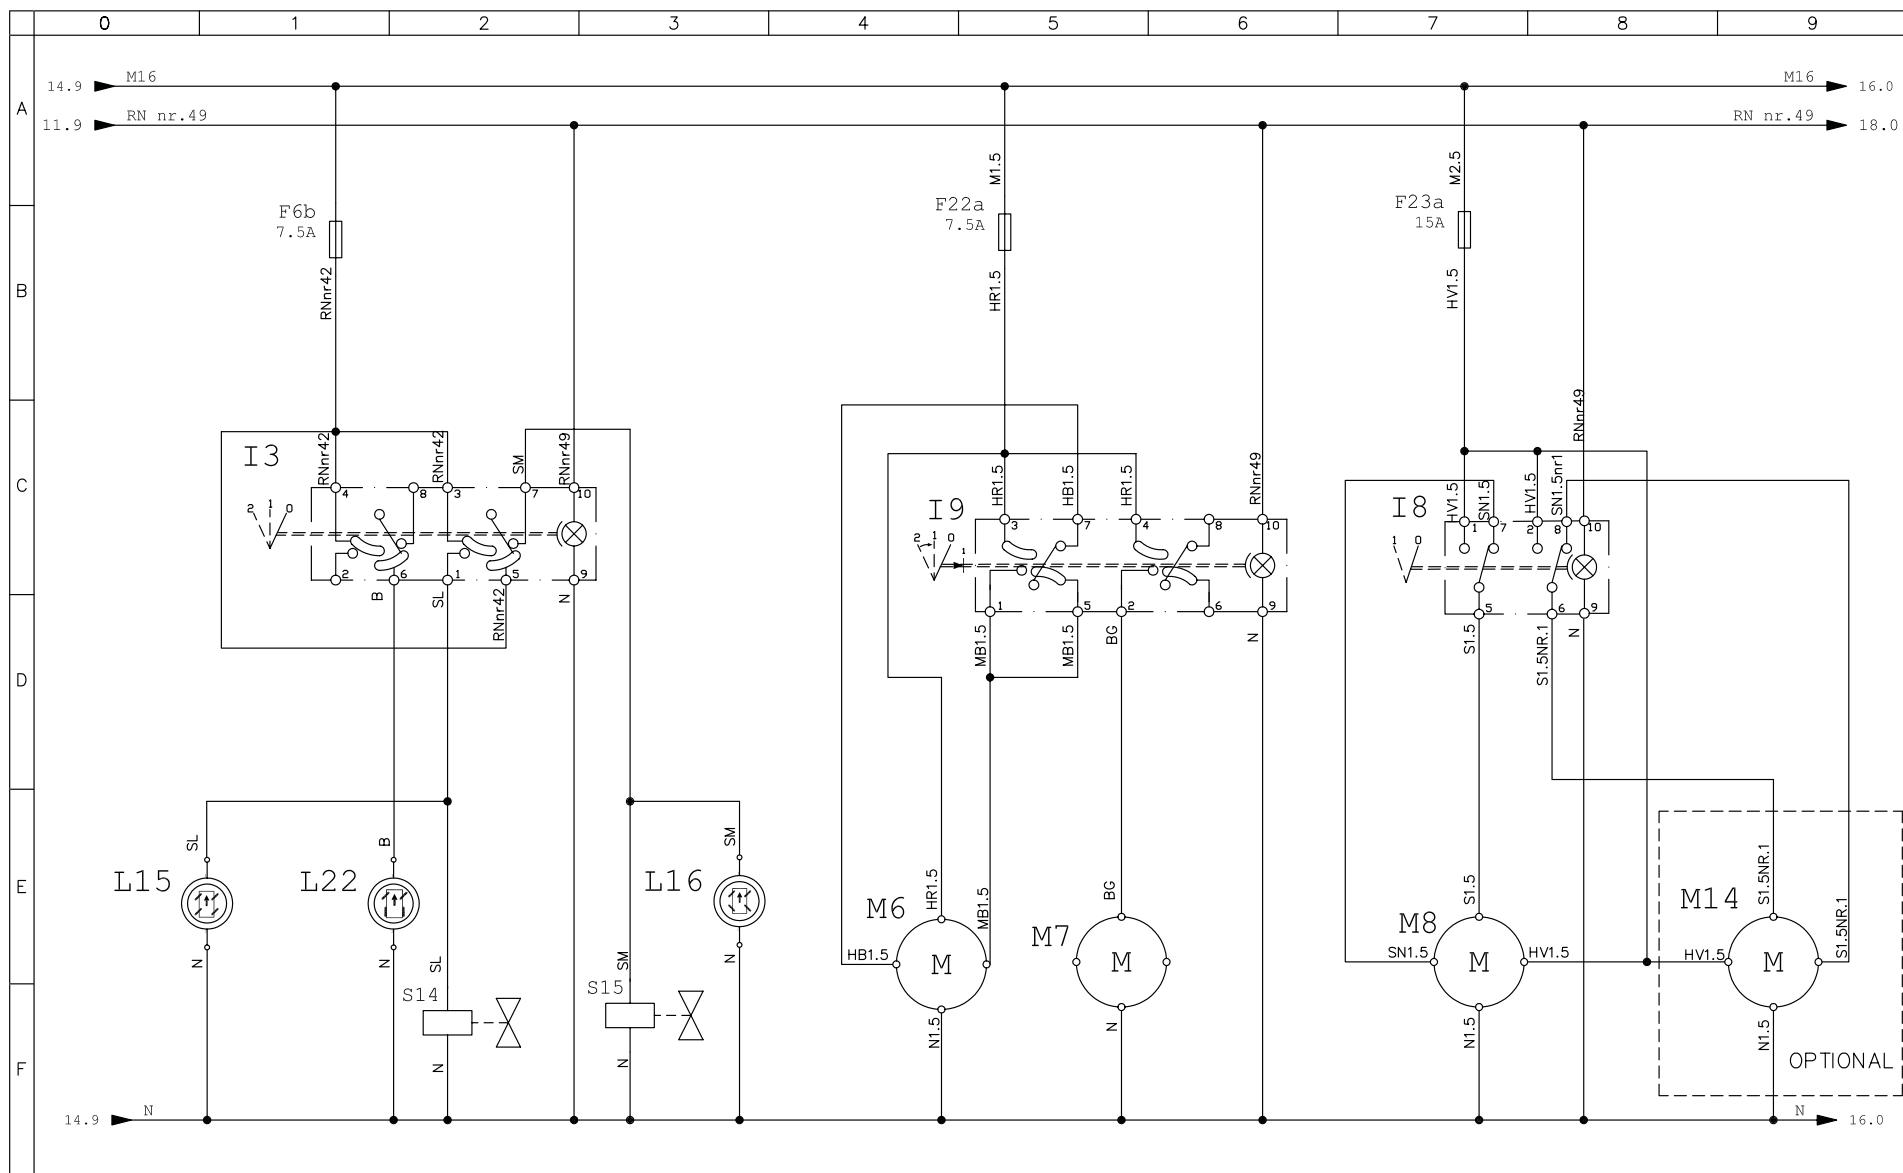 0 1 2 3 4 5 6 7 8 9
14.9 M16 M16 16.0
A
11.9 RN nr.49 RN nr.49 18.0
M1.5 M2.5
F6b F22a F23a
7.5A 7.5A 15A
B
RNnr42 HR1.5 HV1.5
RNnr49
C
I3 RNnr42 RNnr42 SM RNnr49
4 8 3 7 10
2 1 0
2 6 1 5 9
B SL RNnr42 N
I9 HR1.5 HB1.5 HR1.5 RNnr49
3 7 4 8 10
2 1 0 1
1 5 2 6 9
MB1.5 MB1.5 BG N
I8 HV1.5 SN1.5 HV1.5 SN1.5nr1
1 7 2 8 10
1 0
5 6 9
S1.5 S1.5NR.1 N
D
E
SL B SM
L15 L22 L16
N N N
SL SM
S14 S15
N N
HR1.5 MB1.5 BG
M6 M7
HB1.5 M M
N1.5 N
S1.5 S1.5NR.1
M8 M14
SN1.5 M HV1.5 HV1.5 M S1.5NR.1
N1.5 N1.5
OPTIONAL
F
14.9 N N 16.0